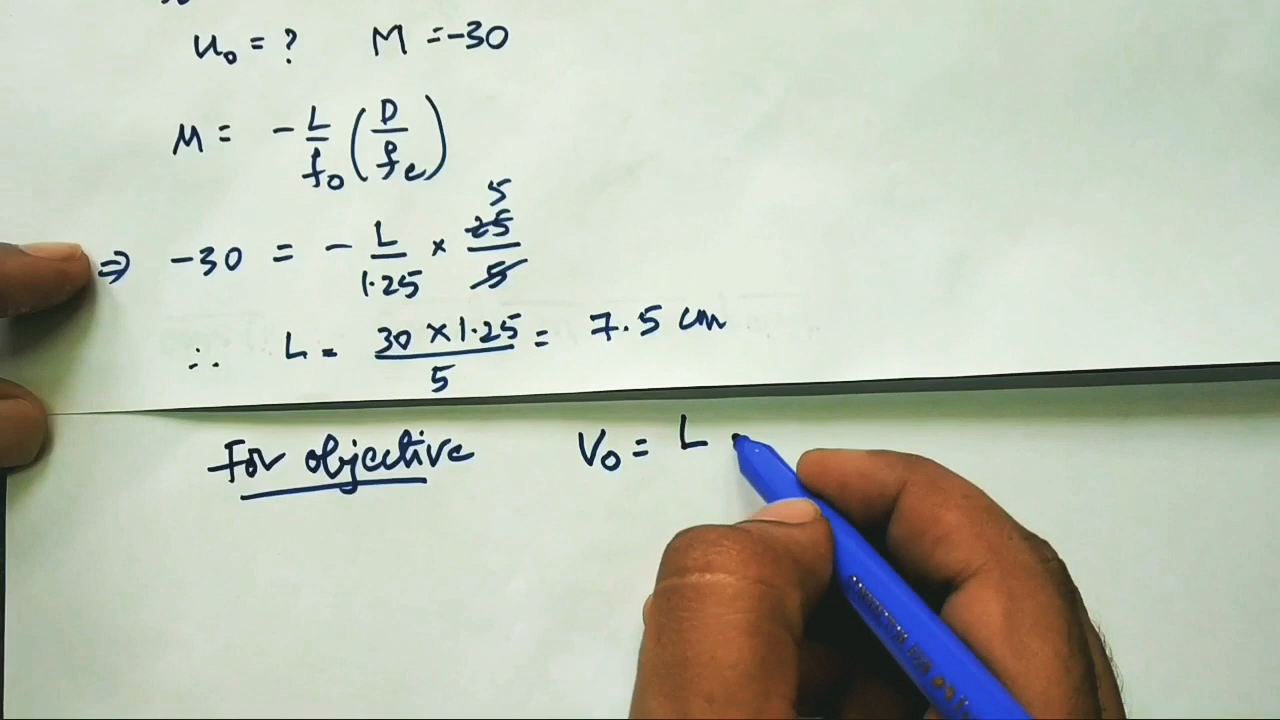 u₀ = ? M = -30
M = - L/f₀ (D/fₑ)
⇒ -30 = - L/1.25 × 25/5 5
∴ L = 30 × 1.25/5 = 7.5 cm
For objective V₀ = L